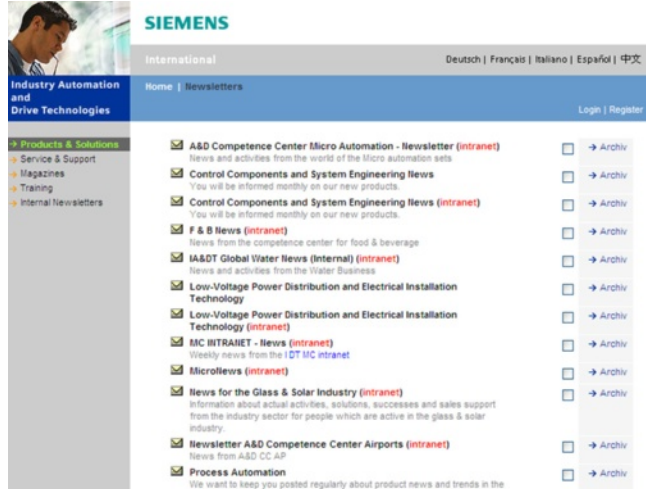 SIEMENS
International
Deutsch | Français | Italiano | Español | 中文
Industry Automation
and
Drive Technologies
Home | Newsletters
Login | Register
Products & Solutions
Service & Support
Magazines
Training
Internal Newsletters
A&D Competence Center Micro Automation - Newsletter (intranet)
News and activities from the world of the Micro automation sets
→ Archiv
Control Components and System Engineering News
You will be informed monthly on our new products.
→ Archiv
Control Components and System Engineering News (intranet)
You will be informed monthly on our new products.
→ Archiv
F & B News (intranet)
News from the competence center for food & beverage
→ Archiv
IA&DT Global Water News (Internal) (intranet)
News and activities from the Water Business
→ Archiv
Low-Voltage Power Distribution and Electrical Installation
Technology
→ Archiv
Low-Voltage Power Distribution and Electrical Installation
Technology (intranet)
→ Archiv
MC INTRANET - News (intranet)
Weekly news from the I DT MC intranet
→ Archiv
MicroNews (intranet)
→ Archiv
News for the Glass & Solar Industry (intranet)
Information about actual activities, solutions, successes and sales support
from the industry sector for people which are active in the glass & solar
industry.
→ Archiv
Newsletter A&D Competence Center Airports (intranet)
News from A&D CC AP
→ Archiv
Process Automation
We want to keep you posted regularly about product news and trends in the
→ Archiv